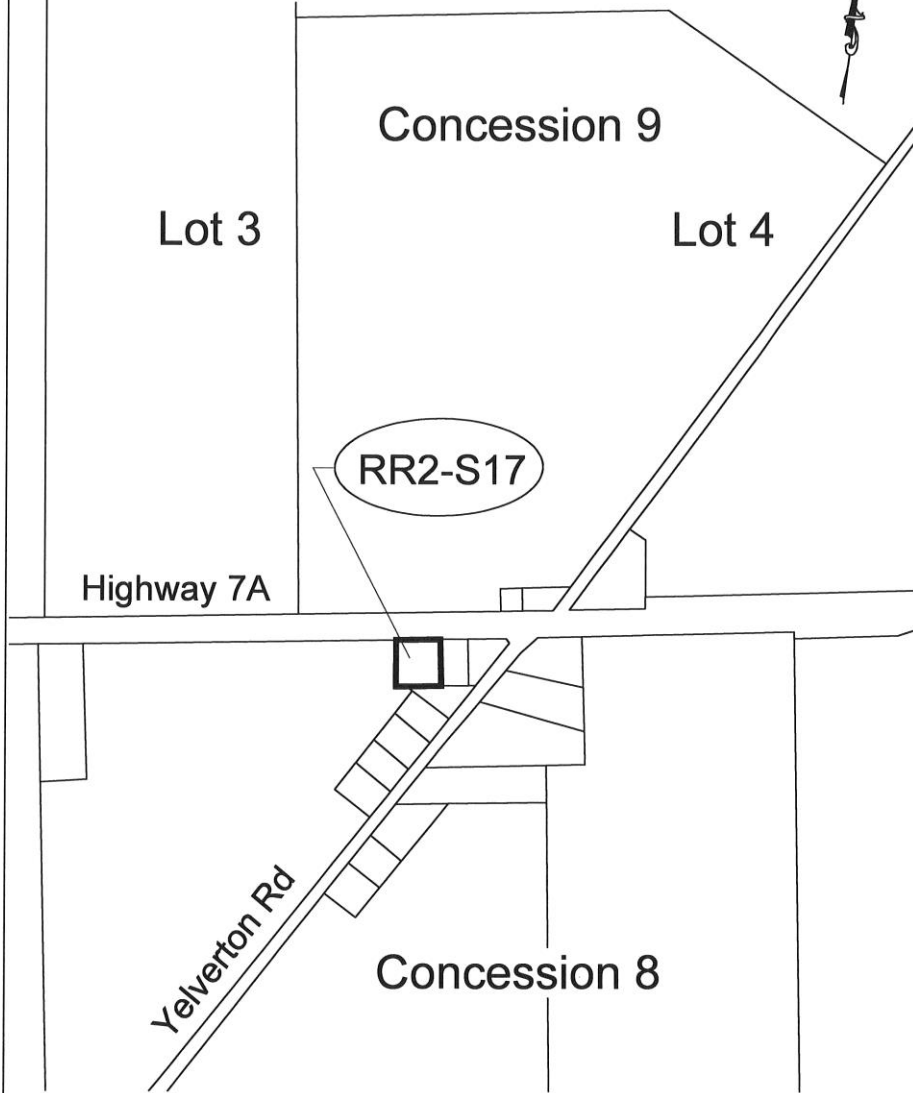 Concession 9
Lot 3
Lot 4
RR2-S17
Highway 7A
Yelverton Rd
Concession 8